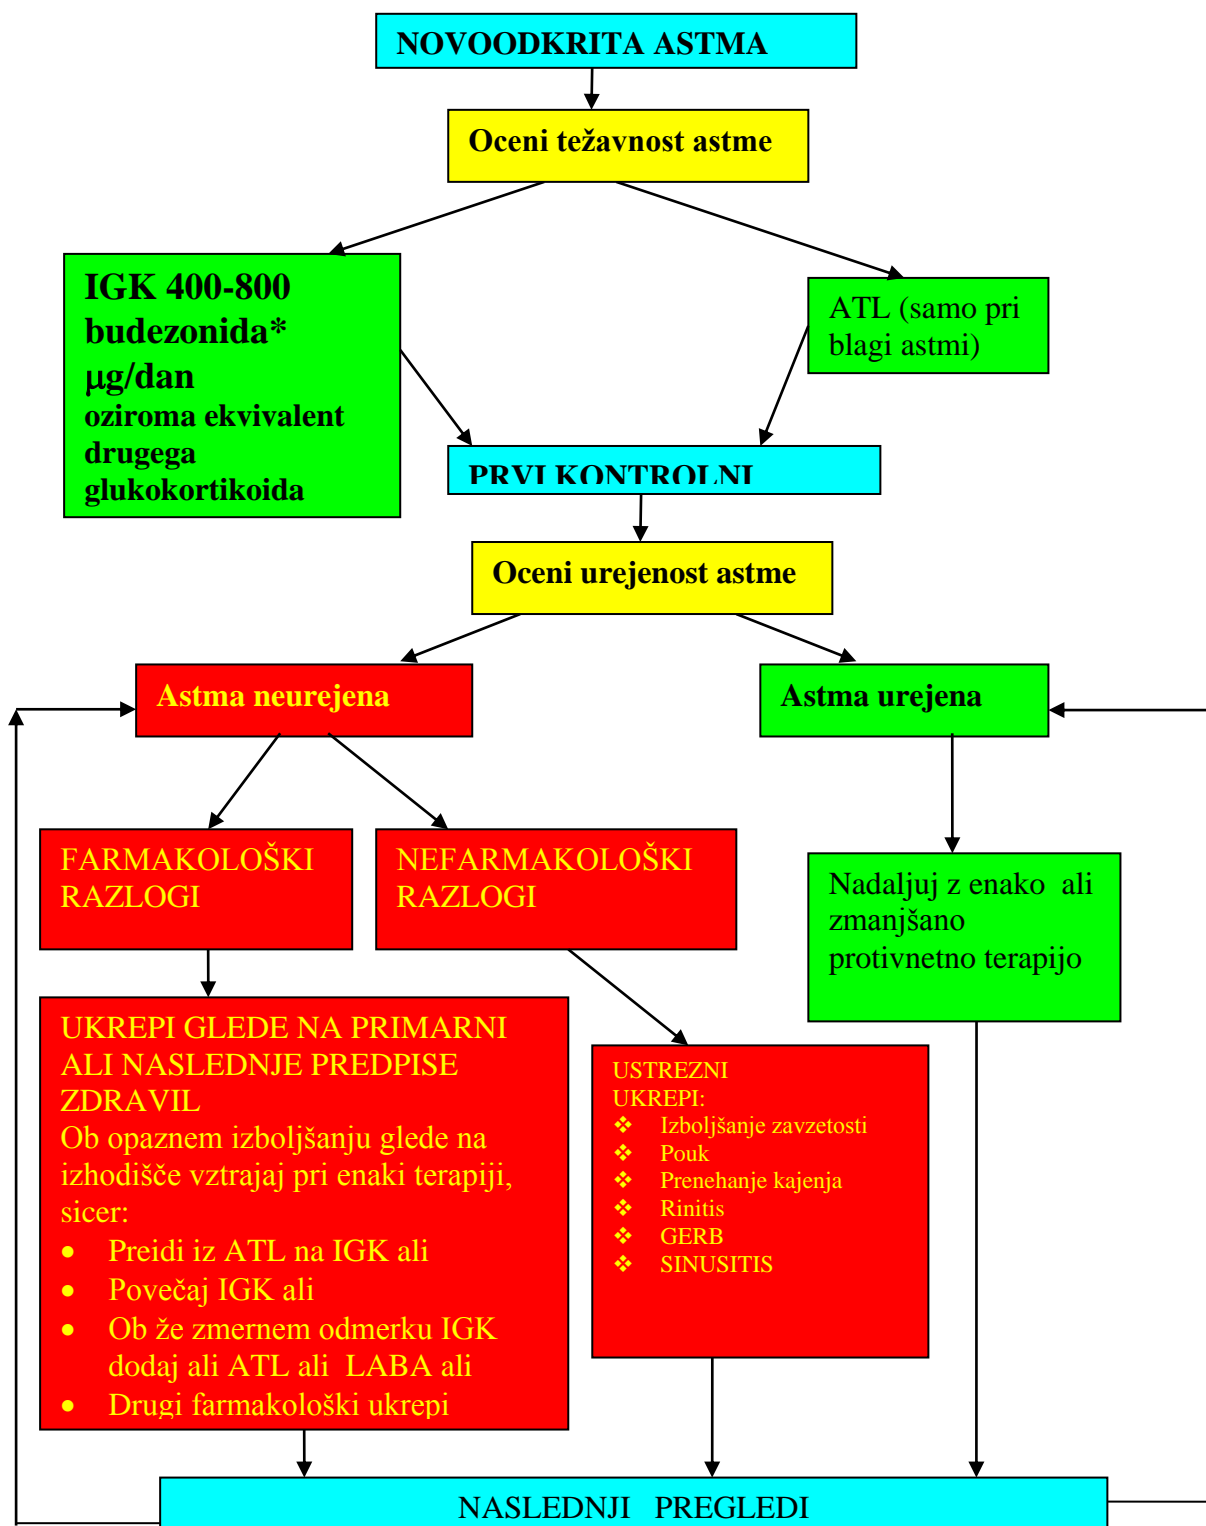 NOVOODKRITA ASTMA
Oceni težavnost astme
IGK 400-800
budezonida*
µg/dan
oziroma ekvivalent
drugega
glukokortikoida
ATL (samo pri
blagi astmi)
PRVI KONTROLNI
Oceni urejenost astme
Astma neurejena
Astma urejena
FARMAKOLOŠKI
RAZLOGI
NEFARMAKOLOŠKI
RAZLOGI
Nadaljuj z enako ali
zmanjšano
protivnetno terapijo
UKREPI GLEDE NA PRIMARNI
ALI NASLEDNJE PREDPISE
ZDRAVIL
Ob opaznem izboljšanju glede na
izhodišče vztrajaj pri enaki terapiji,
sicer:
• Preidi iz ATL na IGK ali
• Povečaj IGK ali
• Ob že zmernem odmerku IGK
dodaj ali ATL ali LABA ali
• Drugi farmakološki ukrepi
USTREZNI
UKREPI:
❖ Izboljšanje zavzetosti
❖ Pouk
❖ Prenehanje kajenja
❖ Rinitis
❖ GERB
❖ SINUSITIS
NASLEDNJI PREGLEDI